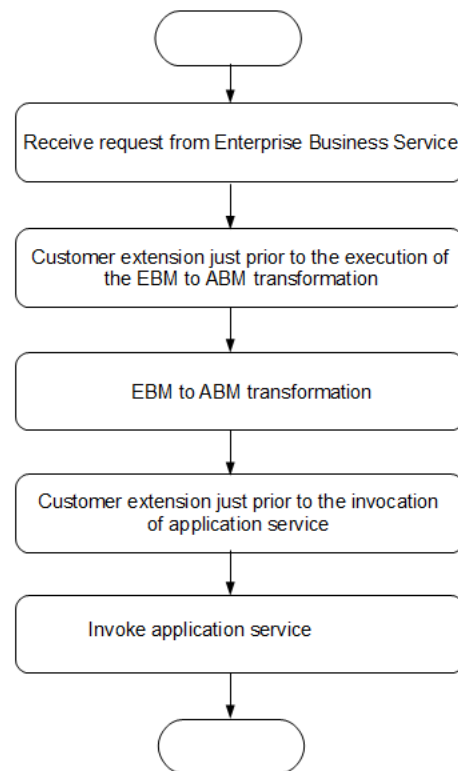 Receive request from Enterprise Business Service
Customer extension just prior to the execution of
the EBM to ABM transformation
EBM to ABM transformation
Customer extension just prior to the invocation
of application service
Invoke application service